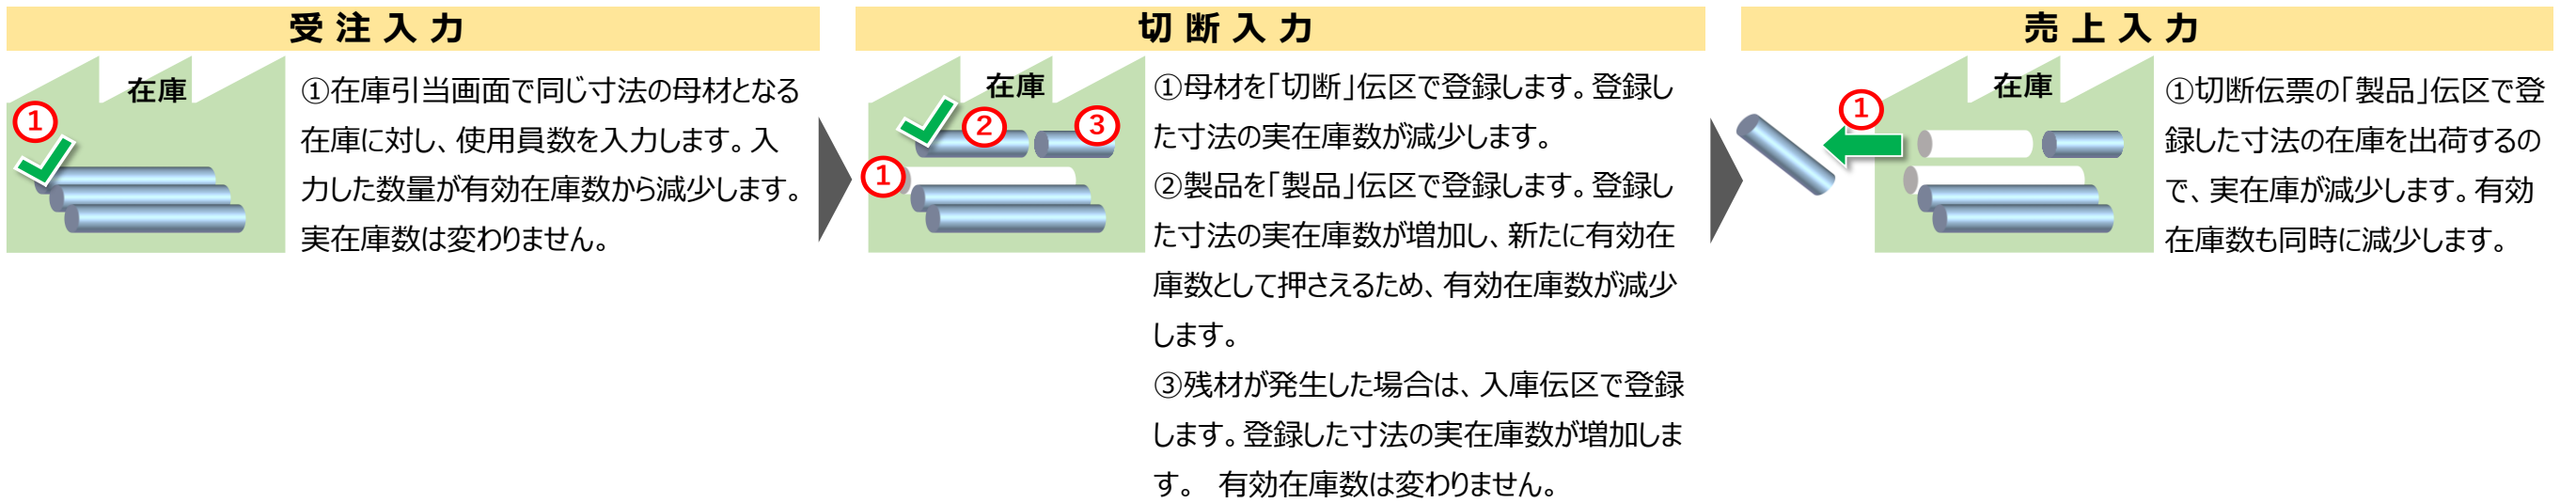 受注入力
在庫
①
①在庫引当画面で同じ寸法の母材となる
在庫に対し、使用員数を入力します。入
力した数量が有効在庫数から減少します。
実在庫数は変わりません。
切断入力
在庫
②
③
①
①母材を「切断」伝区で登録します。登録し
た寸法の実在庫数が減少します。
②製品を「製品」伝区で登録します。登録し
た寸法の実在庫数が増加し、新たに有効在
庫数として押さえるため、有効在庫数が減少
します。
③残材が発生した場合は、入庫伝区で登録
します。登録した寸法の実在庫数が増加しま
す。 有効在庫数は変わりません。
売上入力
在庫
①
①切断伝票の「製品」伝区で登
録した寸法の在庫を出荷するの
で、実在庫が減少します。有効
在庫数も同時に減少します。